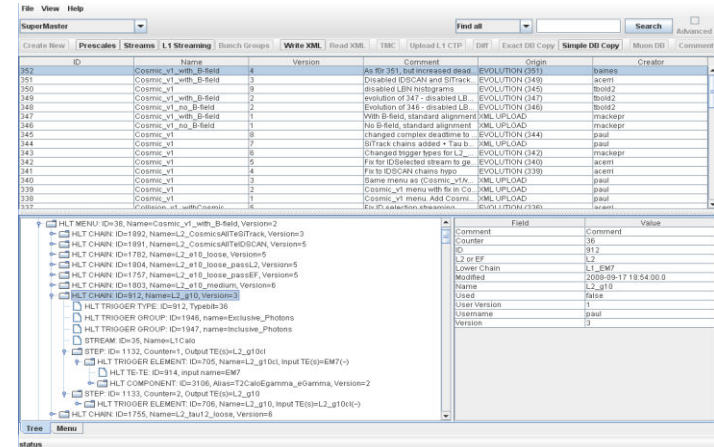 File View Help
SuperMaster Find all Search Advanced
Create New Prescales Streams L1 Streaming Bunch Groups Write XML Read XML TMC Upload L1 CTP Diff Exact DB Copy Simple DB Copy Muon DB Comment
ID Name Version Comment Origin Creator
352 Cosmic_v1_with_B-field 4 As for 351, but increased dead... EVOLUTION (351) baines
351 Cosmic_v1_with_B-field 3 Disabled IDSCAN and SITrack... EVOLUTION (349) acerri
350 Cosmic_v1 9 disabled LBN histograms EVOLUTION (345) tbold2
349 Cosmic_v1_with_B-field 2 evolution of 347 - disabled LB... EVOLUTION (347) tbold2
348 Cosmic_v1_no_B-field 2 Evolution of 346 - disabled LB... EVOLUTION (346) tbold2
347 Cosmic_v1_with_B-field 1 With B-field, standard alignment XML UPLOAD mackepr
346 Cosmic_v1_no_B-field 1 No B-field, standard alignment XML UPLOAD mackepr
345 Cosmic_v1 8 changed complex deadtime to ... EVOLUTION (344) paul
344 Cosmic_v1 7 SiTrack chains added + Tau b... XML UPLOAD paul
343 Cosmic_v1 6 Changed trigger types for L2_... EVOLUTION (342) mackepr
342 Cosmic_v1 5 Fix for IDSelected stream to ge... EVOLUTION (340) acerri
341 Cosmic_v1 4 Fix to IDSCAN chains hypo EVOLUTION (339) acerri
340 Cosmic_v1 3 Same menu as (Cosmic_v1/v... XML UPLOAD paul
339 Cosmic_v1 2 Cosmic_v1 menu with fix in Co... XML UPLOAD paul
338 Cosmic_v1 1 Cosmic_v1 menu. Add Cosmi... XML UPLOAD paul
337 Collision_v1_withCosmic 5 Fix ID selection streaming EVOLUTION (336) acerri
HLT MENU: ID=38, Name=Cosmic_v1_with_B-field, Version=2
HLT CHAIN: ID=1892, Name=L2_CosmicsAllTeSiTrack, Version=3
HLT CHAIN: ID=1891, Name=L2_CosmicsAllTeIDSCAN, Version=5
HLT CHAIN: ID=1782, Name=L2_e10_loose, Version=5
HLT CHAIN: ID=1804, Name=L2_e10_loose_passL2, Version=5
HLT CHAIN: ID=1757, Name=L2_e10_loose_passEF, Version=5
HLT CHAIN: ID=1803, Name=L2_e10_medium, Version=6
HLT CHAIN: ID=912, Name=L2_g10, Version=3
HLT TRIGGER TYPE: ID=912, Typebit=36
HLT TRIGGER GROUP: ID=1946, name=Exclusive_Photons
HLT TRIGGER GROUP: ID=1947, name=Inclusive_Photons
STREAM: ID=35, Name=L1Calo
STEP: ID= 1132, Counter=1, Output TE(s)=L2_g10cl
HLT TRIGGER ELEMENT: ID=705, Name=L2_g10cl, Input TE(s)=EM7(~)
HLT TE-TE: ID=914, input name=EM7
HLT COMPONENT: ID=3106, Alias=T2CaloEgamma_eGamma, Version=2
STEP: ID= 1133, Counter=2, Output TE(s)=L2_g10
HLT TRIGGER ELEMENT: ID=706, Name=L2_g10, Input TE(s)=L2_g10cl(~)
HLT CHAIN: ID=1755, Name=L2_tau12_loose, Version=6
Field Value
Comment Comment
Counter 36
ID 912
L2 or EF L2
Lower Chain L1_EM7
Modified 2008-09-17 18:54:00.0
Name L2_g10
Used false
User Version 1
Username paul
Version 3
Tree Menu
status